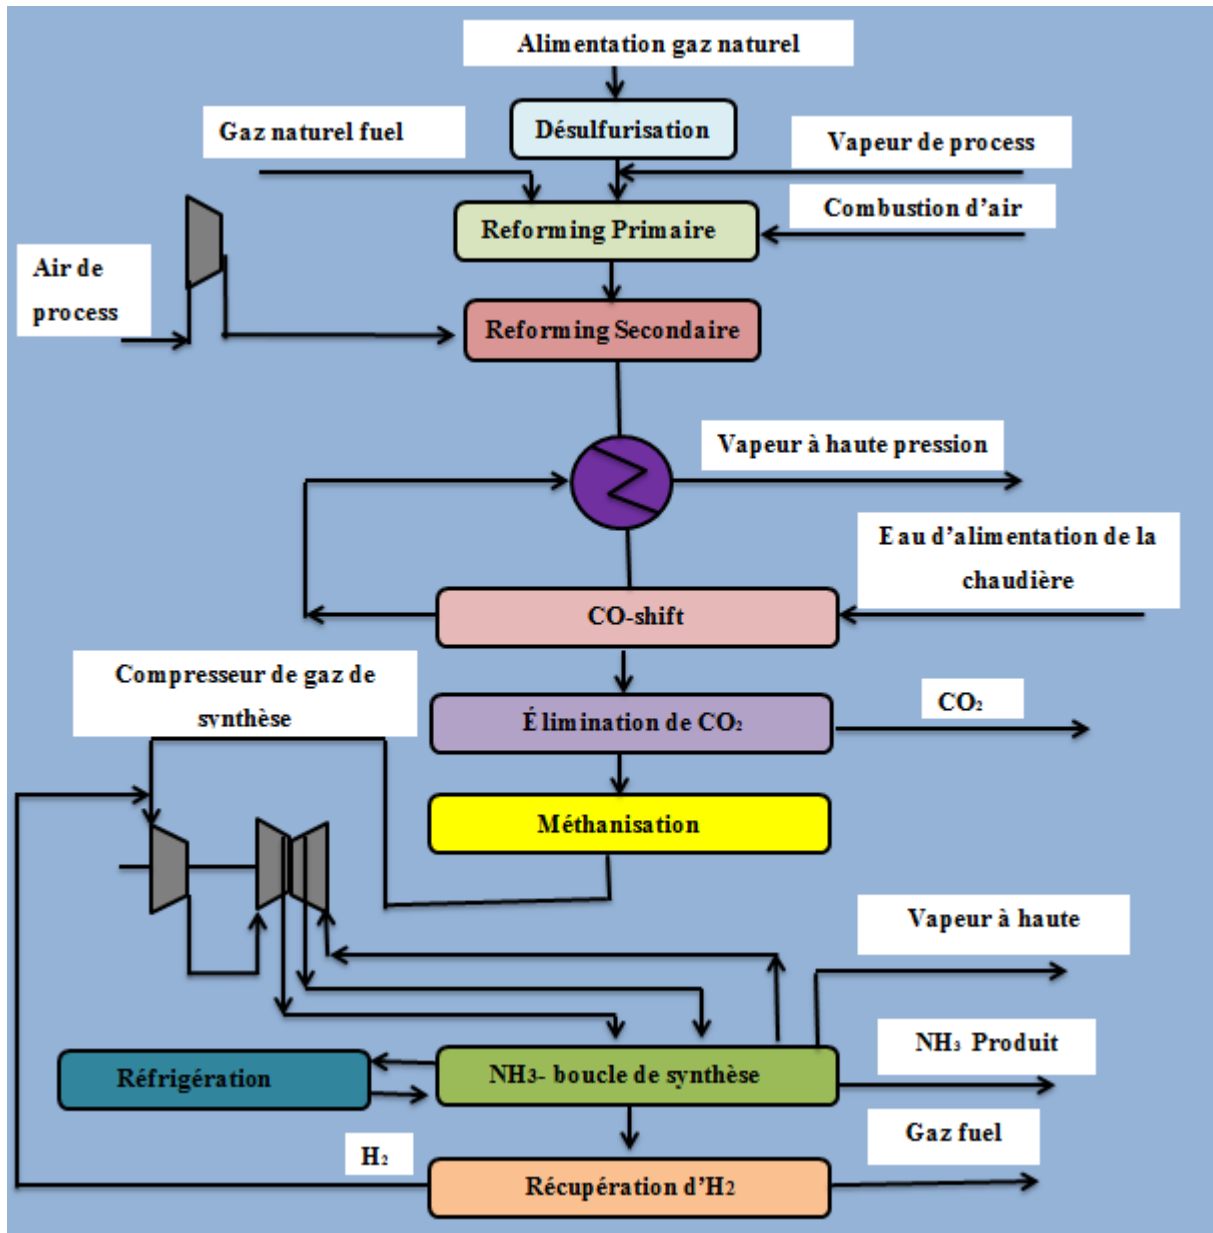 Alimentation gaz naturel
Désulfurisation
Gaz naturel fuel
Vapeur de process
Combustion d’air
Reforming Primaire
Air de
process
Reforming Secondaire
Vapeur à haute pression
Eau d’alimentation de la
chaudière
CO-shift
Compresseur de gaz de
synthèse
Élimination de CO₂
CO₂
Méthanisation
Vapeur à haute
NH₃ Produit
Réfrigération
NH3- boucle de synthèse
Gaz fuel
H₂
Récupération d’H2